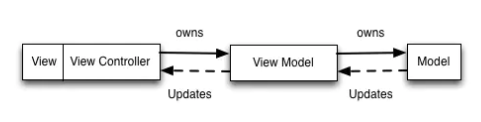 owns
owns
View
View Controller
View Model
Model
Updates
Updates